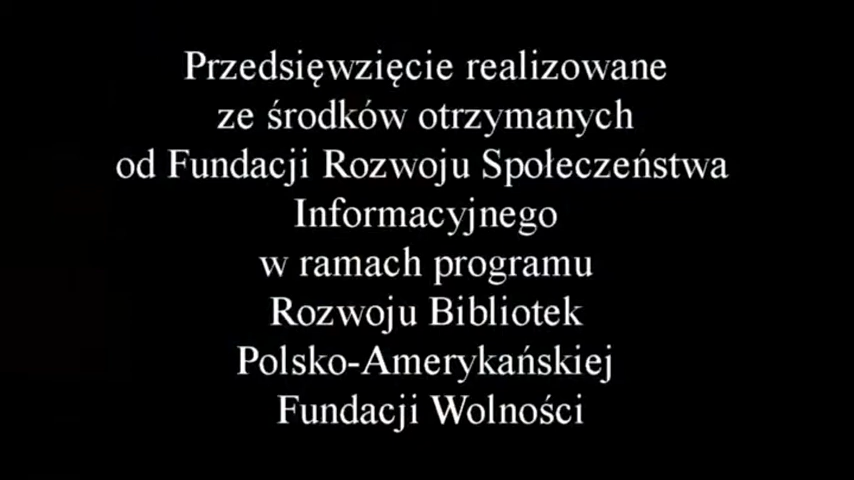 Przedsięwzięcie realizowane
ze środków otrzymanych
od Fundacji Rozwoju Społeczeństwa
Informacyjnego
w ramach programu
Rozwoju Bibliotek
Polsko-Amerykańskiej
Fundacji Wolności